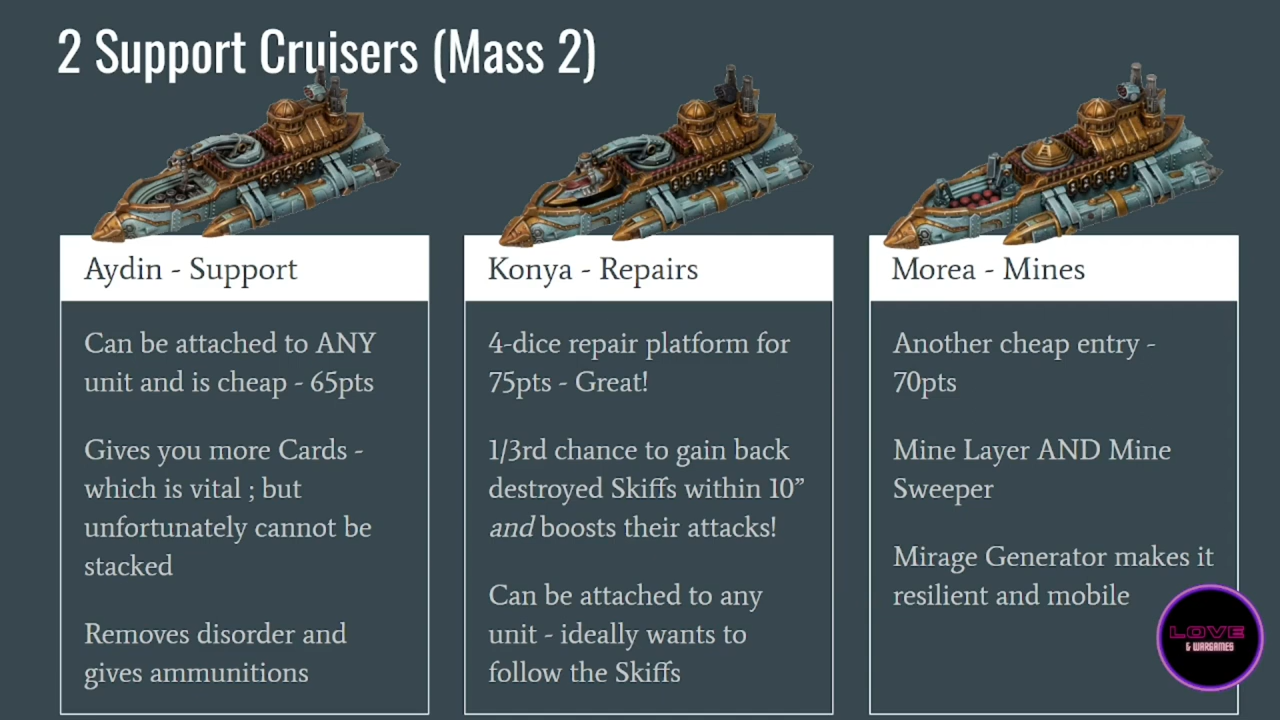 2 Support Cruisers (Mass 2)
Aydin - Support
Can be attached to ANY
unit and is cheap - 65pts
Gives you more Cards -
which is vital ; but
unfortunately cannot be
stacked
Removes disorder and
gives ammunitions
Konya - Repairs
4-dice repair platform for
75pts - Great!
1/3rd chance to gain back
destroyed Skiffs within 10”
and boosts their attacks!
Can be attached to any
unit - ideally wants to
follow the Skiffs
Morea - Mines
Another cheap entry -
70pts
Mine Layer AND Mine
Sweeper
Mirage Generator makes it
resilient and mobile
LOVE
& WARGAMES